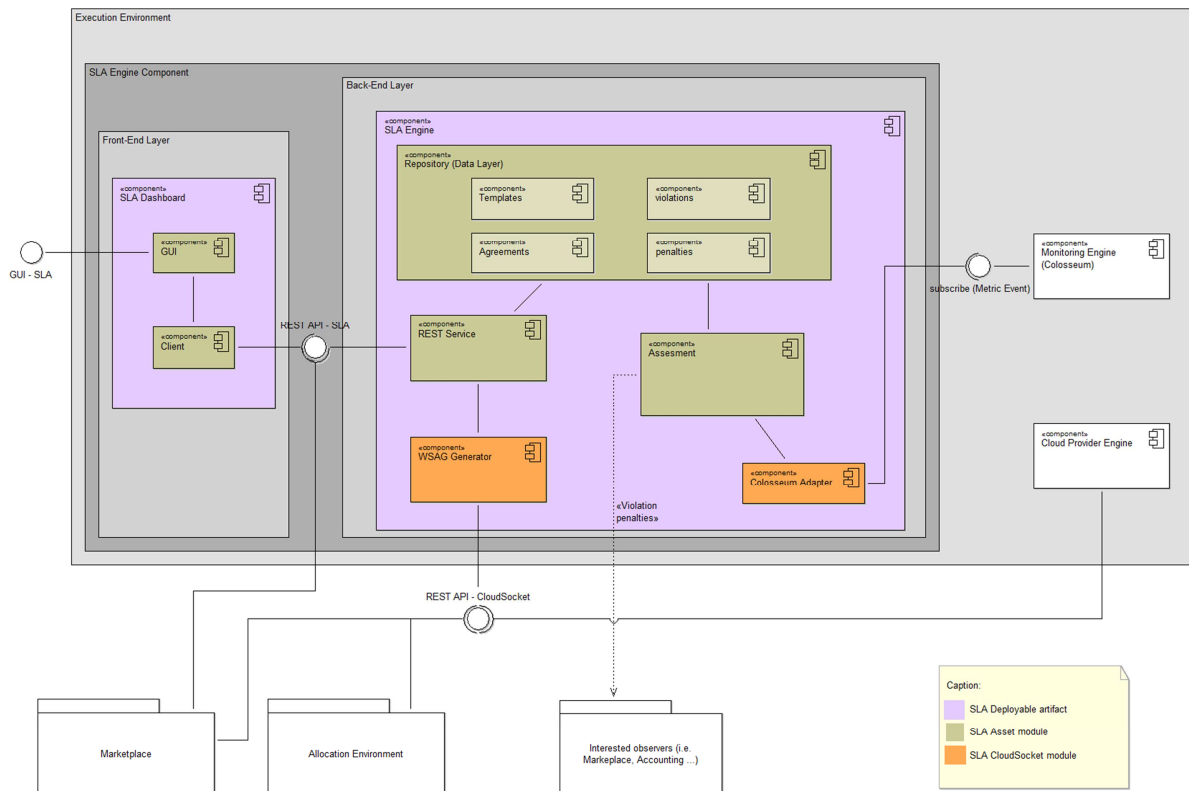 Execution Environment
SLA Engine Component
Back-End Layer
«component»
SLA Engine
Front-End Layer
«component»
Repository (Data Layer)
«component»
Templates
«component»
violations
«component»
SLA Dashboard
«component»
Agreements
«component»
penalties
«components»
GUI
GUI - SLA
«component»
Monitoring Engine
(Colosseum)
subscribe (Metric Event)
REST API - SLA
«components»
Client
«component»
REST Service
«component»
Assesment
«component»
WSAG Generator
«component»
Colosseum Adapter
«component»
Cloud Provider Engine
«Violation
penalties»
REST API - CloudSocket
Marketplace
Allocation Environment
Interested observers (i.e.
Markeplace, Accounting ...)
Caption:
SLA Deployable artifact
SLA Asset module
SLA CloudSocket module